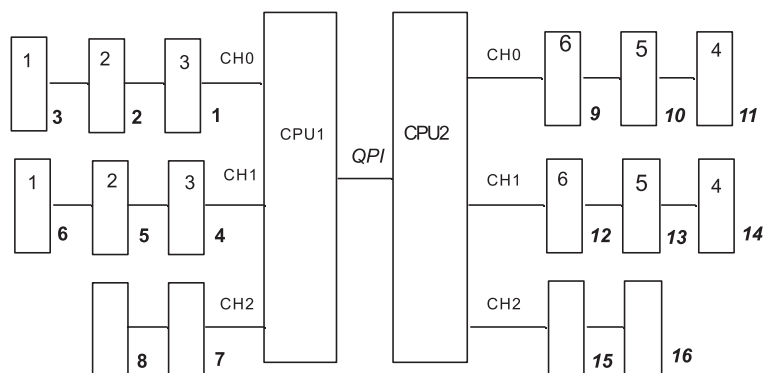 1 2 3 CH0 CH0 6 5 4
3 2 1 9 10 11
CPU1 QPI CPU2
1 2 3 CH1 CH1 6 5 4
6 5 4 12 13 14
CH2 CH2
8 7 15 16